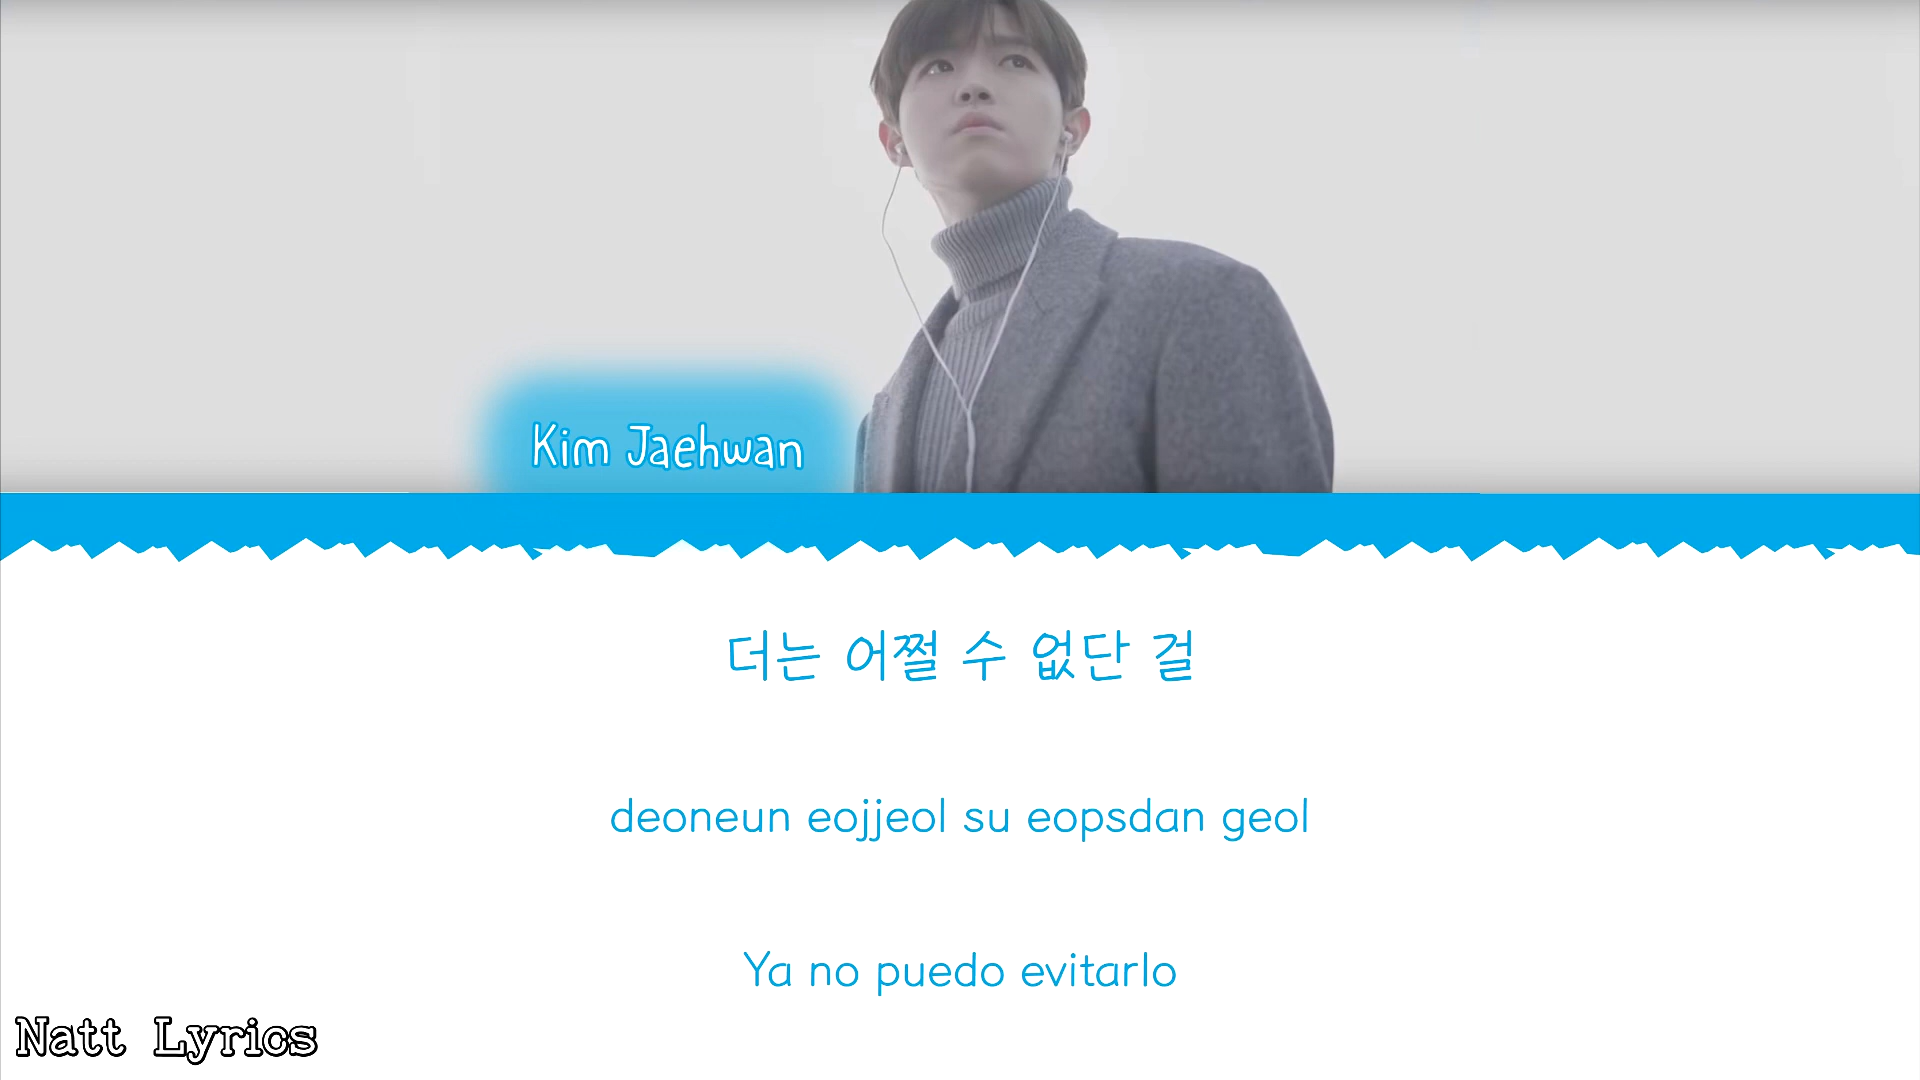 Kim Jaehwan
더는 어쩔 수 없단 걸
deoneun eojjeol su eopsdan geol
Ya no puedo evitarlo
Natt Lyrics